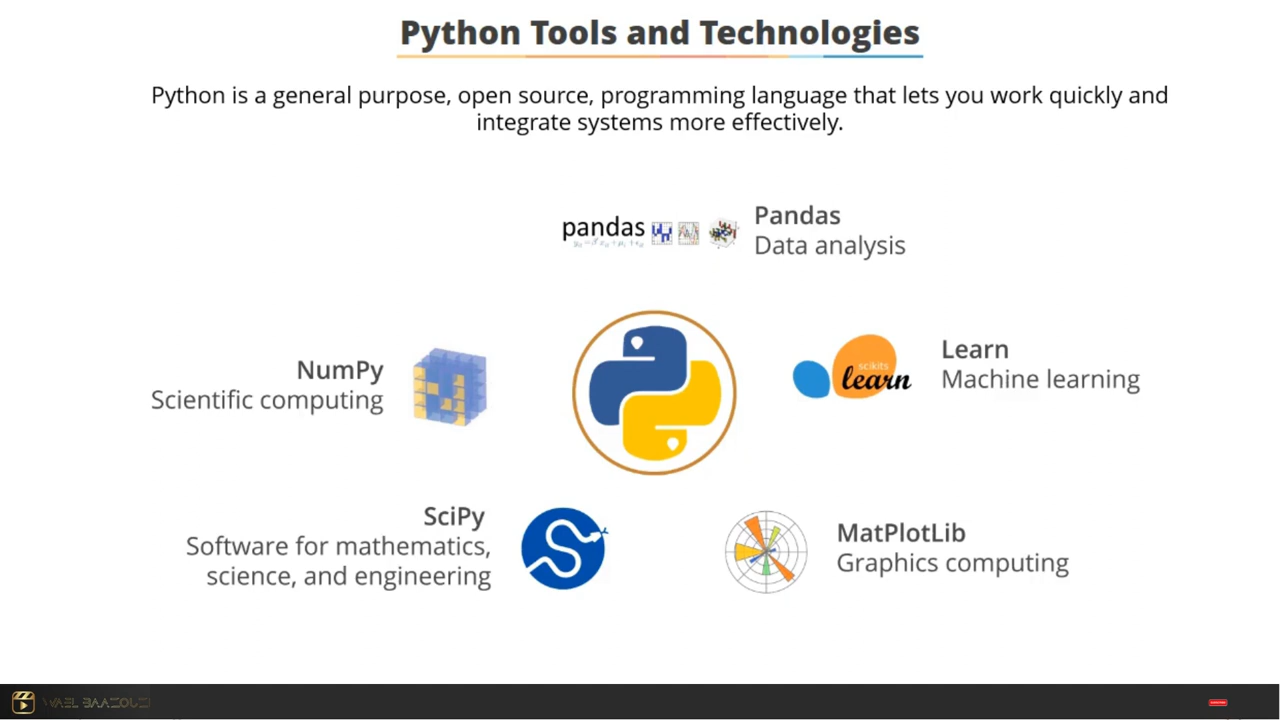 Python Tools and Technologies
Python is a general purpose, open source, programming language that lets you work quickly and
integrate systems more effectively.
pandas
Pandas
Data analysis
NumPy
Scientific computing
scikits
learn
Learn
Machine learning
SciPy
Software for mathematics,
science, and engineering
MatPlotLib
Graphics computing